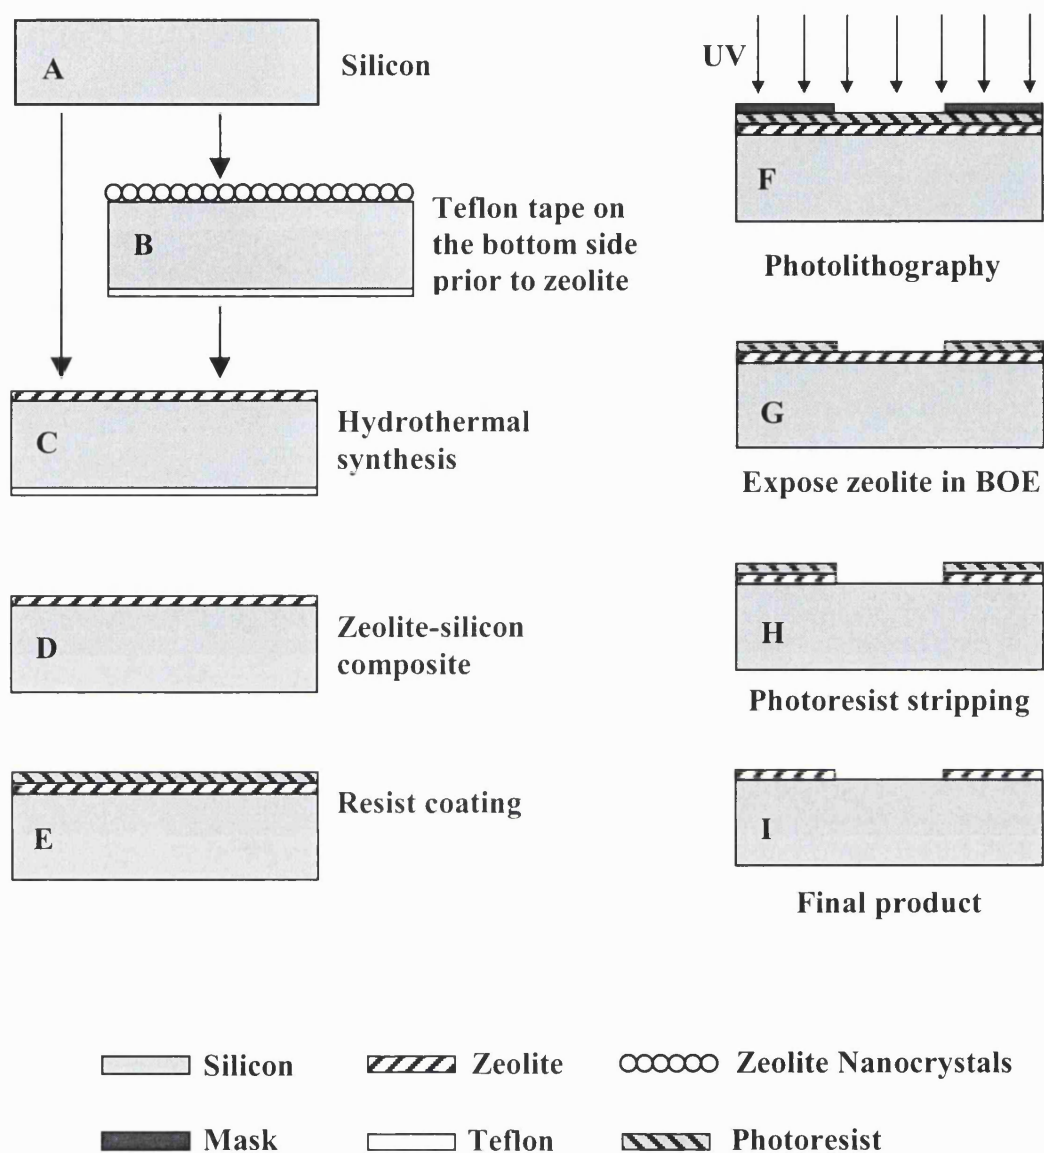 A
Silicon
B
Teflon tape on
the bottom side
prior to zeolite
C
Hydrothermal
synthesis
D
Zeolite-silicon
composite
E
Resist coating
UV
F
Photolithography
G
Expose zeolite in BOE
H
Photoresist stripping
I
Final product
Silicon
Zeolite
Zeolite Nanocrystals
Mask
Teflon
Photoresist